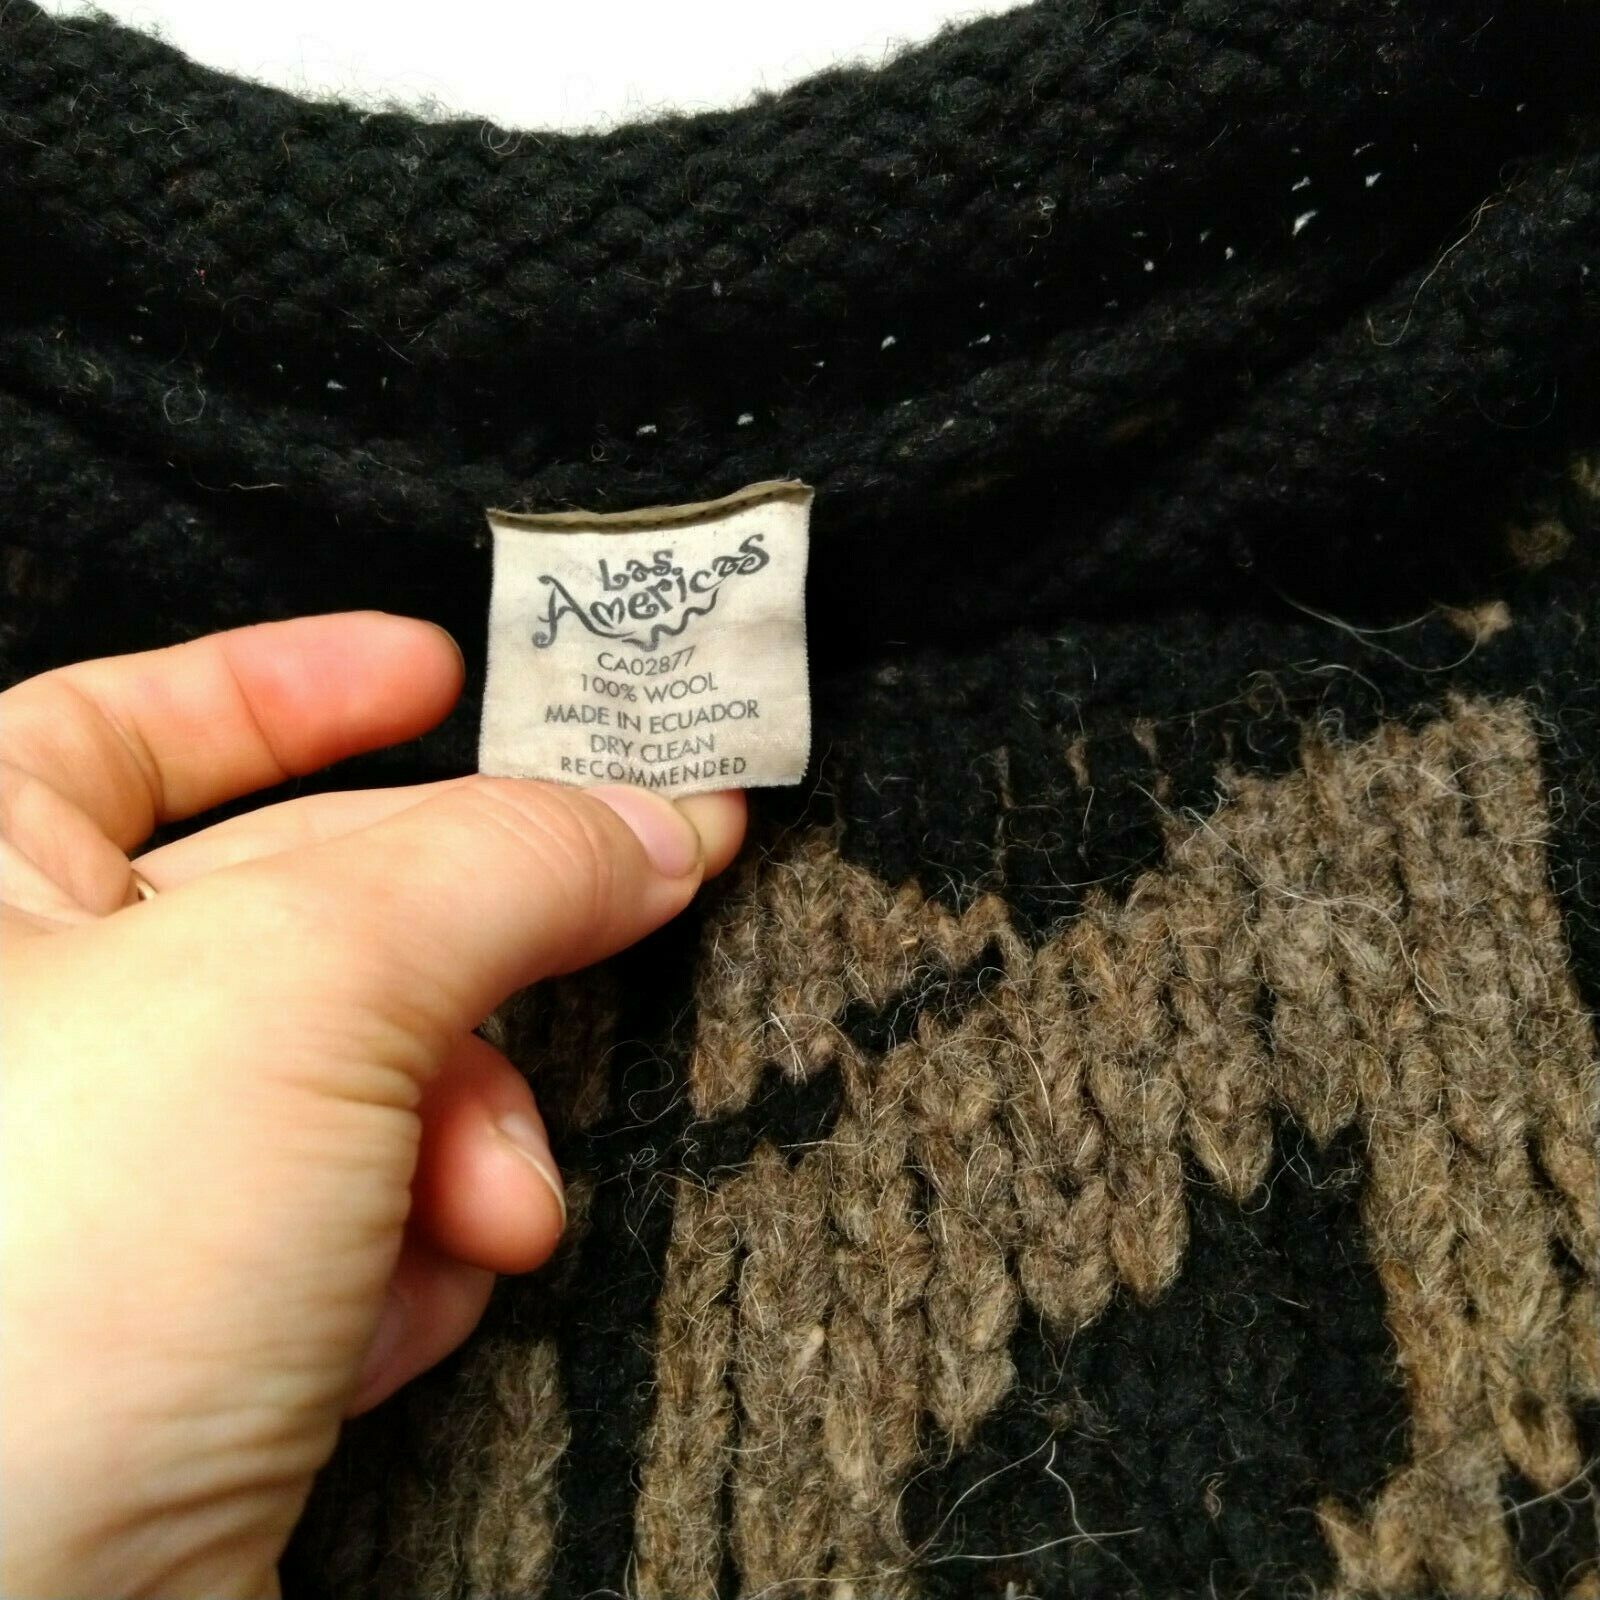 Las
Americas
CA02877
100% WOOL
MADE IN ECUADOR
DRY CLEAN
RECOMMENDED